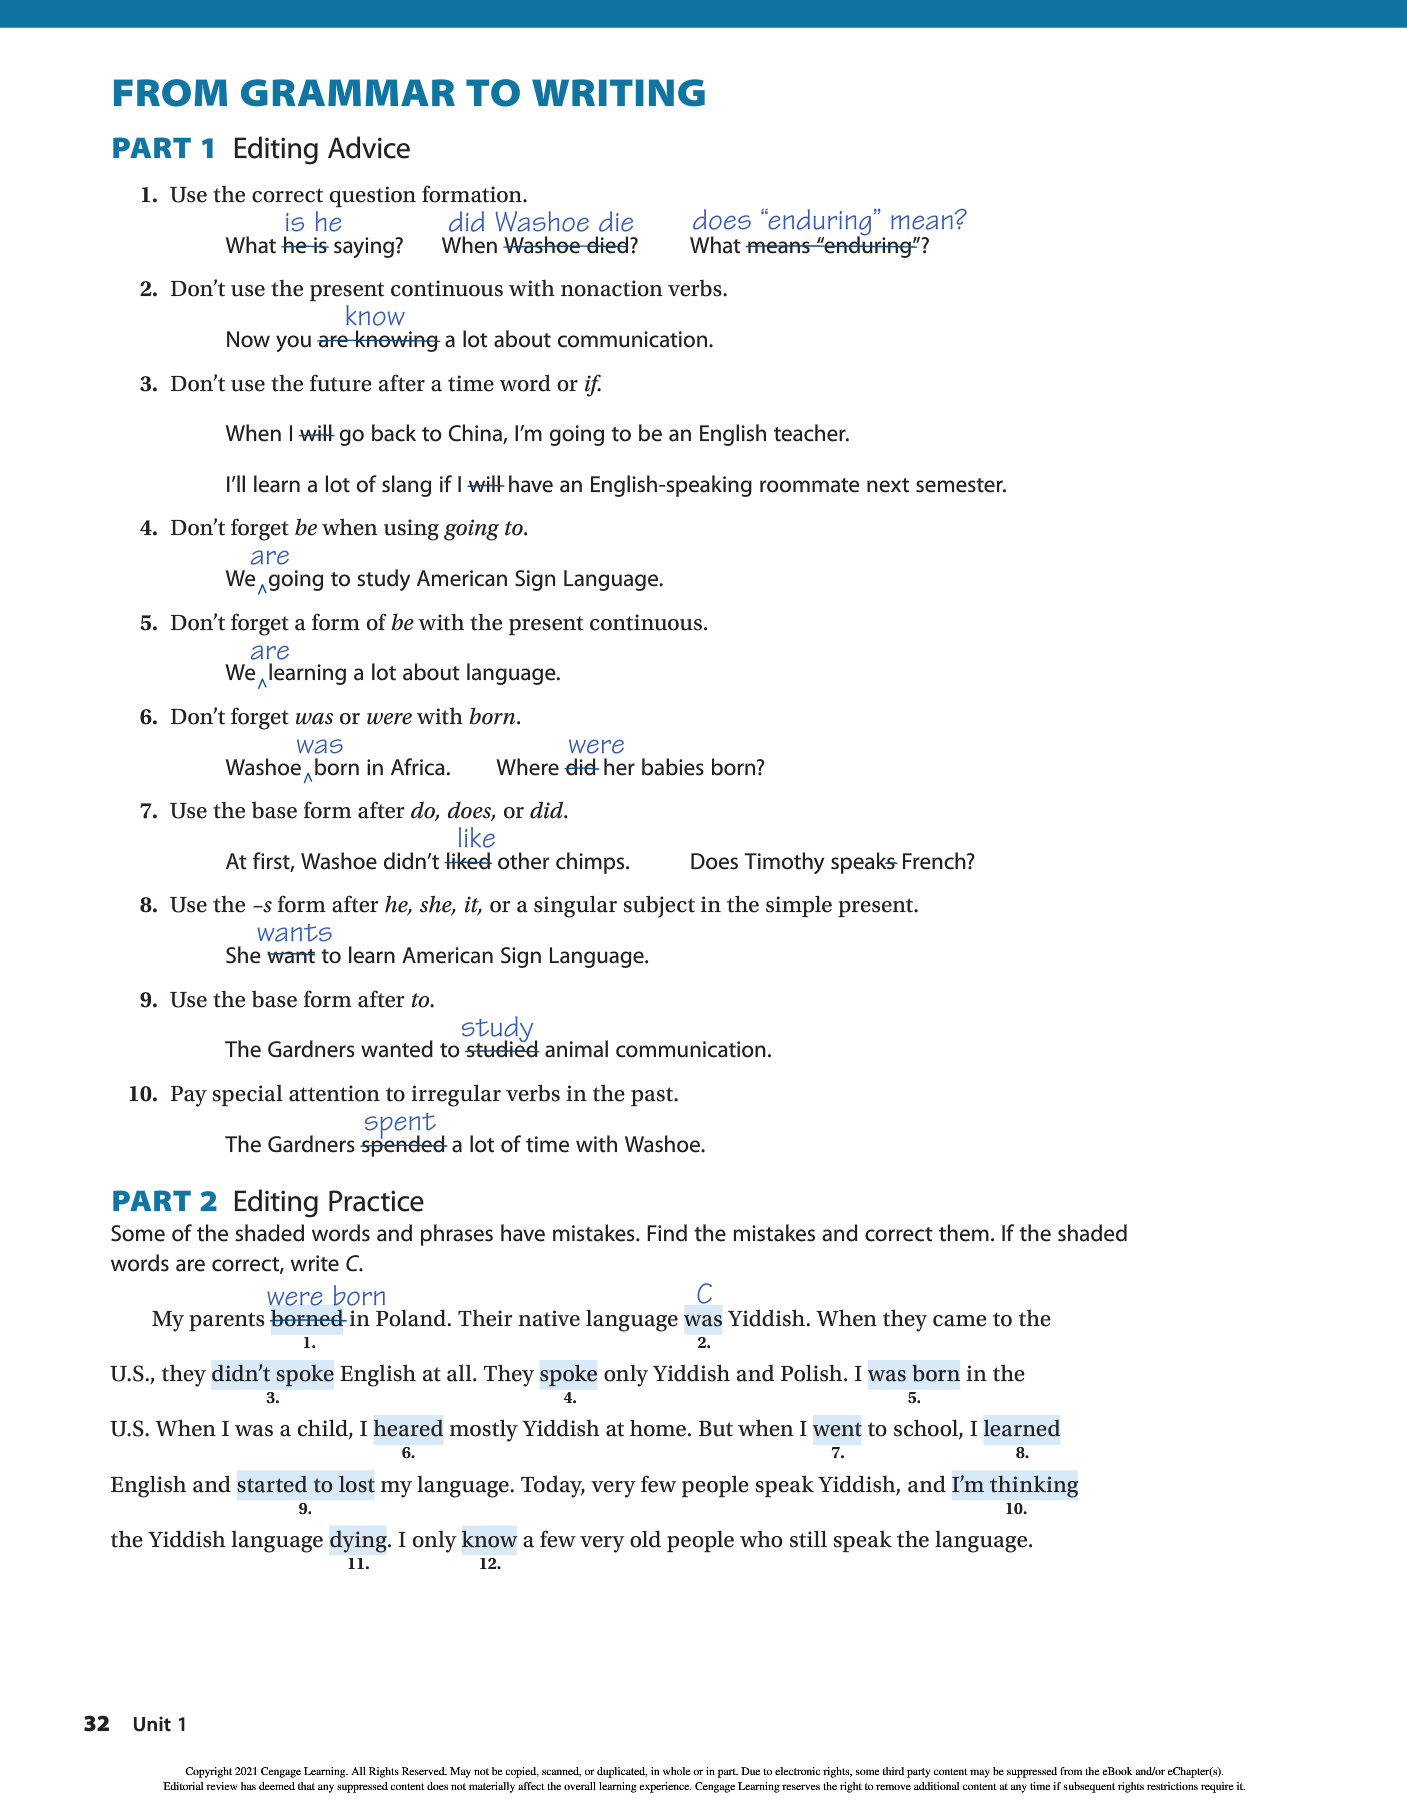 FROM GRAMMAR TO WRITING
PART 1 Editing Advice
1. Use the correct question formation.
is he did Washoe die does “enduring” mean?
What he is saying? When Washoe died? What means “enduring”?
2. Don’t use the present continuous with nonaction verbs.
know
Now you are knowing a lot about communication.
3. Don’t use the future after a time word or if.
When I will go back to China, I’m going to be an English teacher.
I’ll learn a lot of slang if I will have an English-speaking roommate next semester.
4. Don’t forget be when using going to.
are
We ^ going to study American Sign Language.
5. Don’t forget a form of be with the present continuous.
are
We ^ learning a lot about language.
6. Don’t forget was or were with born.
was were
Washoe ^ born in Africa. Where did her babies born?
7. Use the base form after do, does, or did.
like
At first, Washoe didn’t liked other chimps. Does Timothy speaks French?
8. Use the –s form after he, she, it, or a singular subject in the simple present.
wants
She want to learn American Sign Language.
9. Use the base form after to.
study
The Gardners wanted to studied animal communication.
10. Pay special attention to irregular verbs in the past.
spent
The Gardners spended a lot of time with Washoe.
PART 2 Editing Practice
Some of the shaded words and phrases have mistakes. Find the mistakes and correct them. If the shaded
words are correct, write C.
were born C
My parents borned in Poland. Their native language was Yiddish. When they came to the
1. 2.
U.S., they didn’t spoke English at all. They spoke only Yiddish and Polish. I was born in the
3. 4. 5.
U.S. When I was a child, I heared mostly Yiddish at home. But when I went to school, I learned
6. 7. 8.
English and started to lost my language. Today, very few people speak Yiddish, and I’m thinking
9. 10.
the Yiddish language dying. I only know a few very old people who still speak the language.
11. 12.
32 Unit 1
Copyright 2021 Cengage Learning. All Rights Reserved. May not be copied, scanned, or duplicated, in whole or in part. Due to electronic rights, some third party content may be suppressed from the eBook and/or eChapter(s).
Editorial review has deemed that any suppressed content does not materially affect the overall learning experience. Cengage Learning reserves the right to remove additional content at any time if subsequent rights restrictions require it.